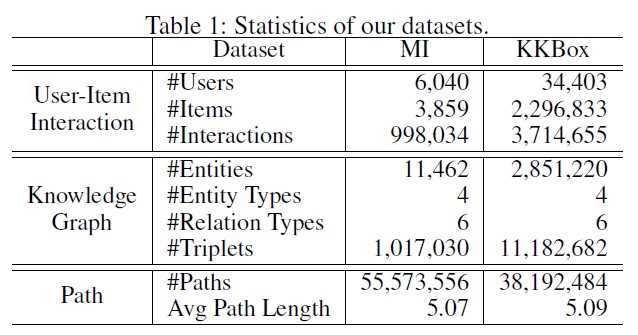 Table 1: Statistics of our datasets.
Dataset MI KKBox
User-Item Interaction
#Users 6,040 34,403
#Items 3,859 2,296,833
#Interactions 998,034 3,714,655
Knowledge Graph
#Entities 11,462 2,851,220
#Entity Types 4 4
#Relation Types 6 6
#Triplets 1,017,030 11,182,682
Path
#Paths 55,573,556 38,192,484
Avg Path Length 5.07 5.09